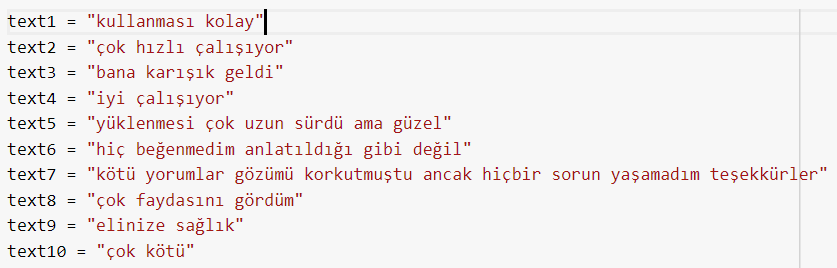 text1 = "kullanması kolay"
text2 = "çok hızlı çalışıyor"
text3 = "bana karışık geldi"
text4 = "iyi çalışıyor"
text5 = "yüklenmesi çok uzun sürdü ama güzel"
text6 = "hiç beğenmedim anlatıldığı gibi değil"
text7 = "kötü yorumlar gözümü korkutmuştu ancak hiçbir sorun yaşamadım teşekkürler"
text8 = "çok faydasını gördüm"
text9 = "elinize sağlık"
text10 = "çok kötü"